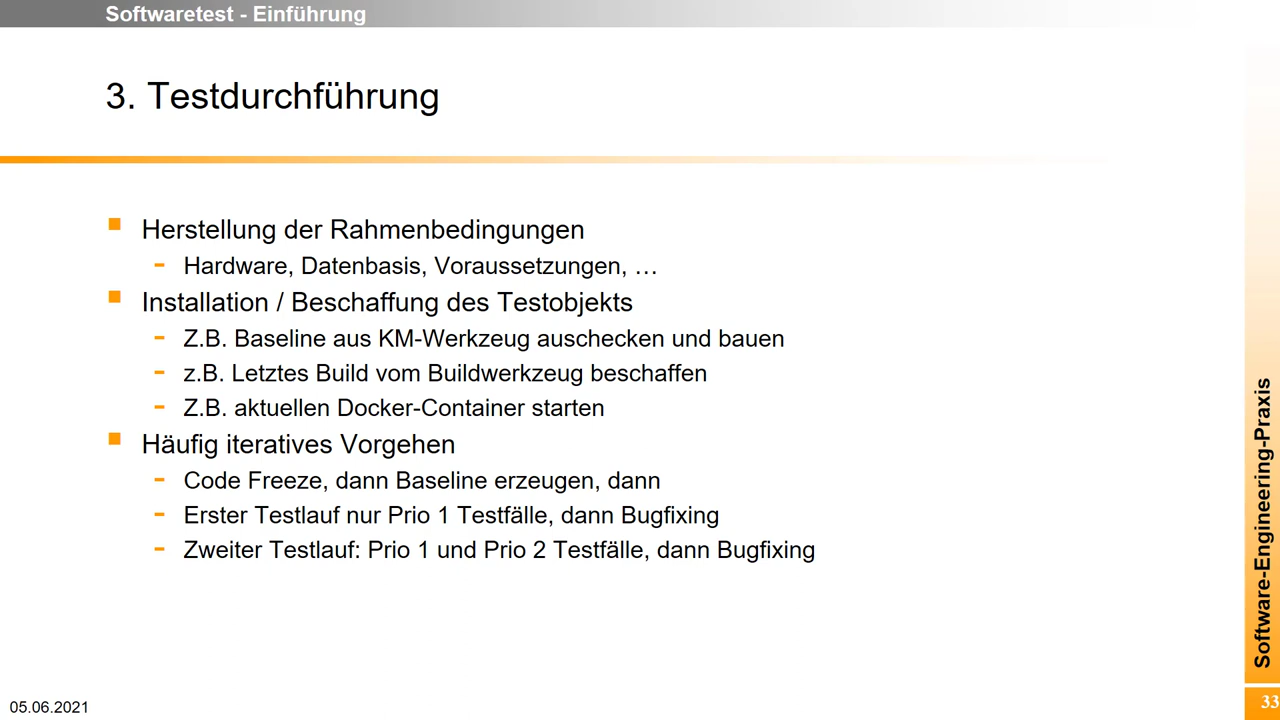 Softwaretest - Einführung
3. Testdurchführung
Herstellung der Rahmenbedingungen
- Hardware, Datenbasis, Voraussetzungen, …
Installation / Beschaffung des Testobjekts
- Z.B. Baseline aus KM-Werkzeug auschecken und bauen
- z.B. Letztes Build vom Buildwerkzeug beschaffen
- Z.B. aktuellen Docker-Container starten
Häufig iteratives Vorgehen
- Code Freeze, dann Baseline erzeugen, dann
- Erster Testlauf nur Prio 1 Testfälle, dann Bugfixing
- Zweiter Testlauf: Prio 1 und Prio 2 Testfälle, dann Bugfixing
Software-Engineering-Praxis
05.06.2021
33